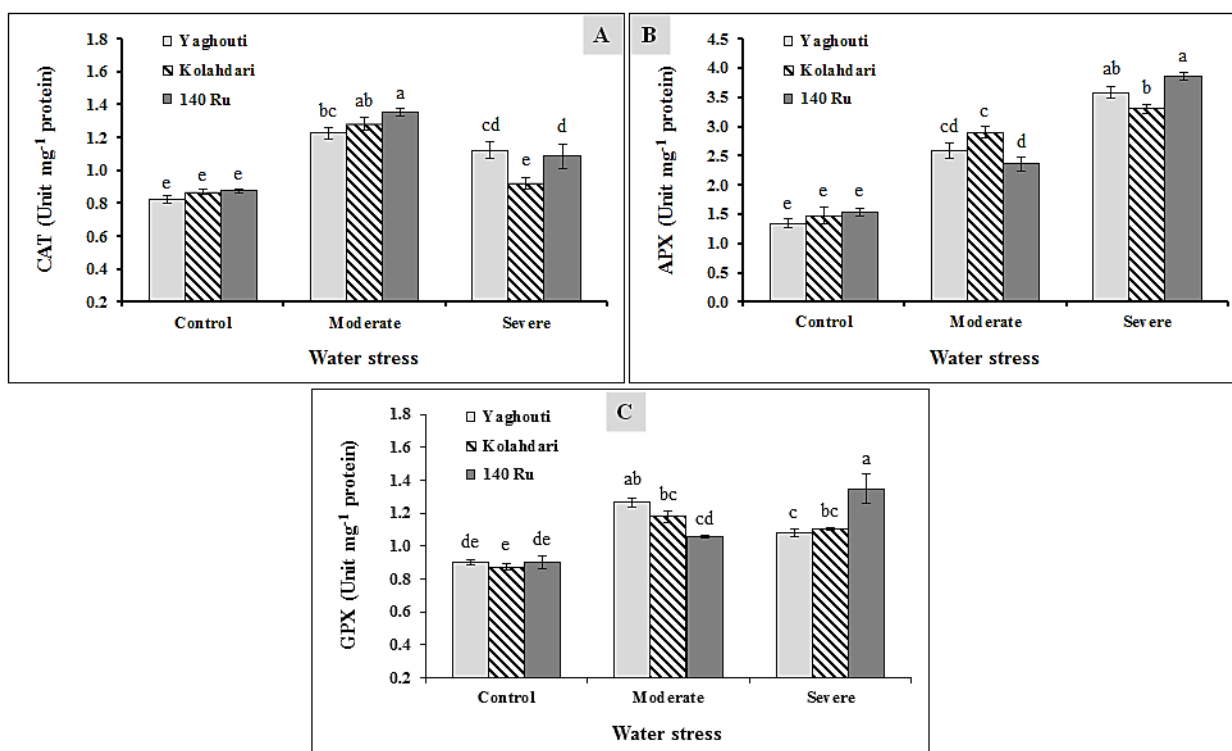 A
CAT (Unit mg-1 protein)
1.8
1.6
1.4
1.2
1.0
0.8
0.6
0.4
0.2
Yaghouti
Kolahdari
140 Ru
e e e
bc ab a
cd e d
Control Moderate Severe
Water stress
B
APX (Unit mg-1 protein)
4.5
4.0
3.5
3.0
2.5
2.0
1.5
1.0
0.5
0.0
Yaghouti
Kolahdari
140 Ru
e e e
cd c d
ab b a
Control Moderate Severe
Water stress
C
GPX (Unit mg-1 protein)
1.8
1.6
1.4
1.2
1.0
0.8
0.6
0.4
0.2
Yaghouti
Kolahdari
140 Ru
de e de
ab bc cd
c bc a
Control Moderate Severe
Water stress